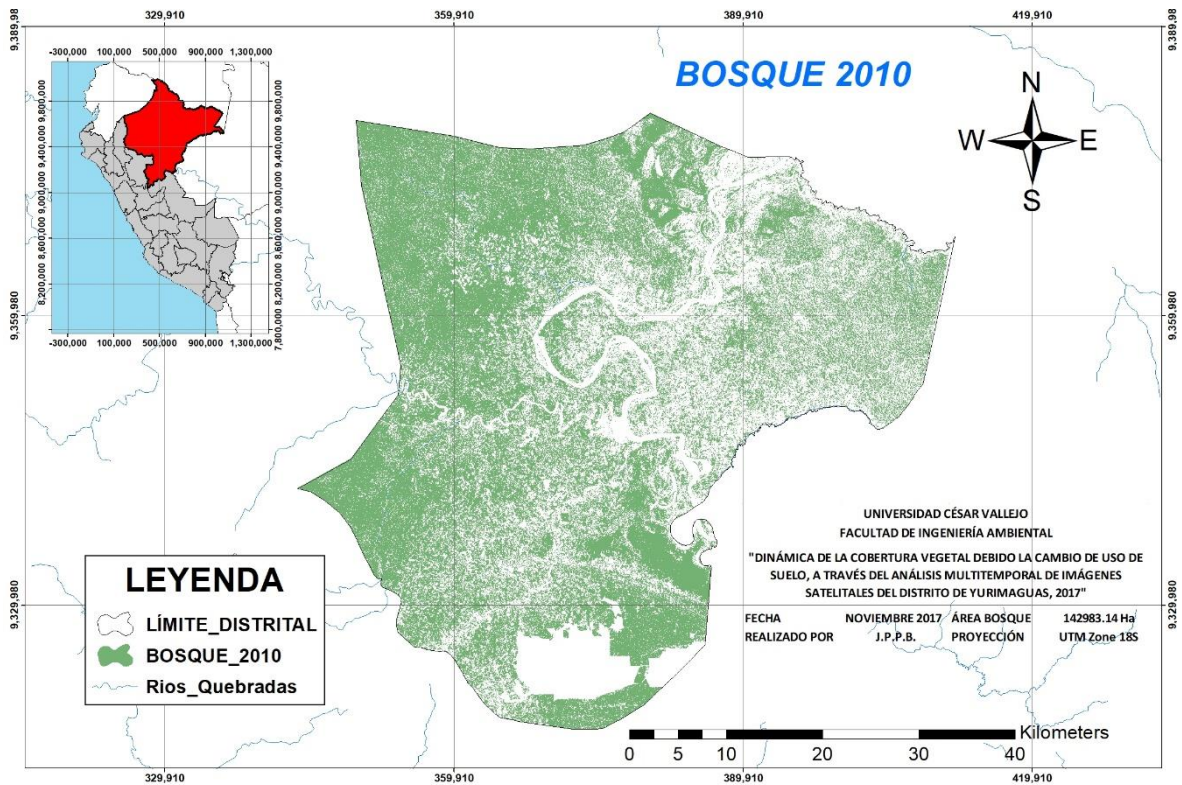 329,910 359,910 389,910 419,910
9,389,98 9,389,98
-300,000 100,000 500,000 900,000 1,300,000
9,800,000 9,800,000
9,400,000 9,400,000
9,000,000 9,000,000
8,600,000 8,600,000
8,200,000 8,200,000
7,800,000
-300,000 100,000 500,000 900,000 1,300,000
BOSQUE 2010
N
W E
S
9,359,980 9,359,980
UNIVERSIDAD CÉSAR VALLEJO
FACULTAD DE INGENIERÍA AMBIENTAL
"DINÁMICA DE LA COBERTURA VEGETAL DEBIDO LA CAMBIO DE USO DE
SUELO, A TRAVÉS DEL ANÁLISIS MULTITEMPORAL DE IMÁGENES
SATELITALES DEL DISTRITO DE YURIMAGUAS, 2017"
FECHA NOVIEMBRE 2017 ÁREA BOSQUE 142983.14 Ha
REALIZADO POR J.P.P.B. PROYECCIÓN UTM Zone 18S
LEYENDA
LÍMITE_DISTRITAL
BOSQUE_2010
Rios_Quebradas
9,329,980 9,329,980
Kilometers
0 5 10 20 30 40
329,910 359,910 389,910 419,910